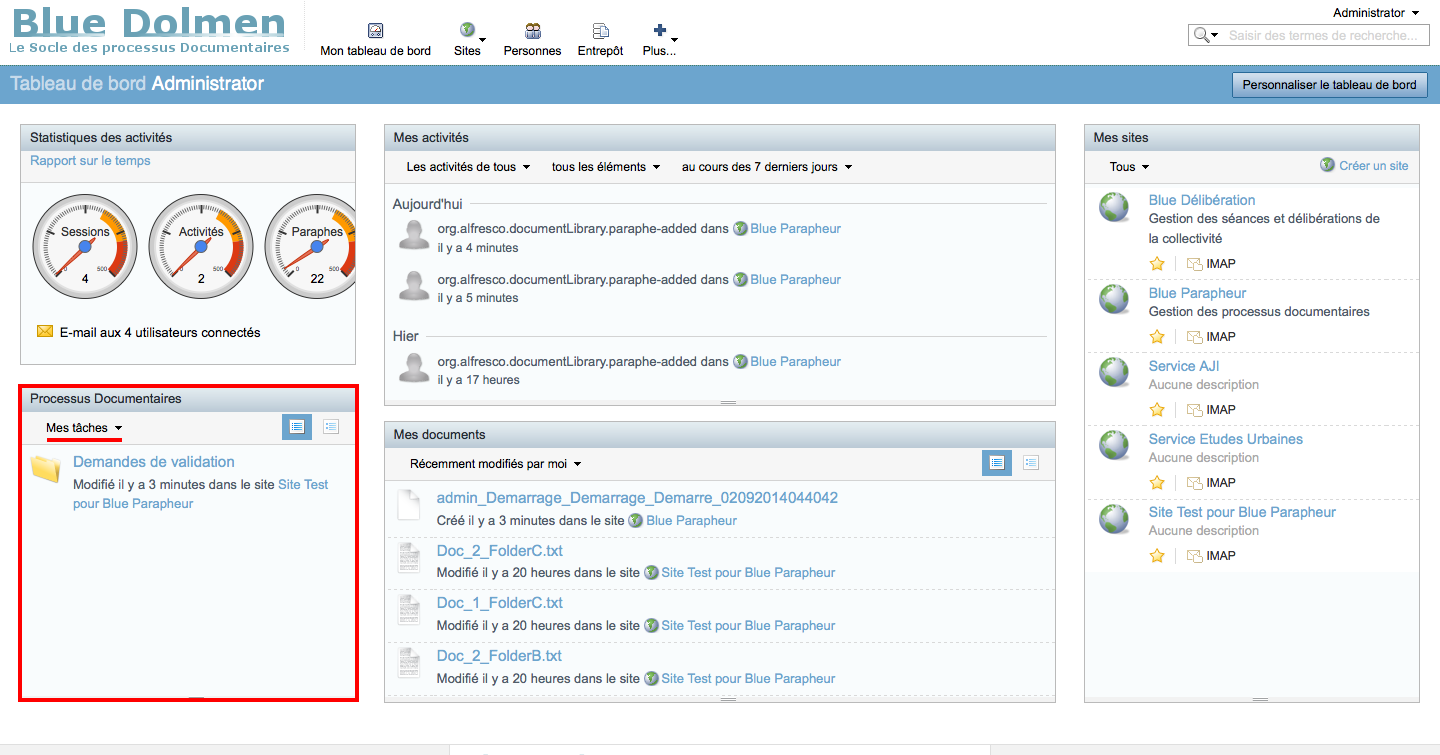 Blue Dolmen
Le Socle des processus Documentaires
Mon tableau de bord
Sites
Personnes
Entrepôt
Plus...
Administrator
Saisir des termes de recherche...
Tableau de bord Administrator
Personnaliser le tableau de bord
Statistiques des activités
Rapport sur le temps
Sessions
0
500
4
Activités
0
500
2
Paraphes
0
500
22
E-mail aux 4 utilisateurs connectés
Processus Documentaires
Mes tâches
Demandes de validation
Modifié il y a 3 minutes dans le site Site Test
pour Blue Parapheur
Mes activités
Les activités de tous
tous les éléments
au cours des 7 derniers jours
Aujourd'hui
org.alfresco.documentLibrary.paraphe-added dans Blue Parapheur
il y a 4 minutes
org.alfresco.documentLibrary.paraphe-added dans Blue Parapheur
il y a 5 minutes
Hier
org.alfresco.documentLibrary.paraphe-added dans Blue Parapheur
il y a 17 heures
Mes documents
Récemment modifiés par moi
admin_Demarrage_Demarrage_Demarre_02092014044042
Créé il y a 3 minutes dans le site Blue Parapheur
Doc_2_FolderC.txt
Modifié il y a 20 heures dans le site Site Test pour Blue Parapheur
Doc_1_FolderC.txt
Modifié il y a 20 heures dans le site Site Test pour Blue Parapheur
Doc_2_FolderB.txt
Modifié il y a 20 heures dans le site Site Test pour Blue Parapheur
Mes sites
Tous
Créer un site
Blue Délibération
Gestion des séances et délibérations de
la collectivité
IMAP
Blue Parapheur
Gestion des processus documentaires
IMAP
Service AJI
Aucune description
IMAP
Service Etudes Urbaines
Aucune description
IMAP
Site Test pour Blue Parapheur
Aucune description
IMAP